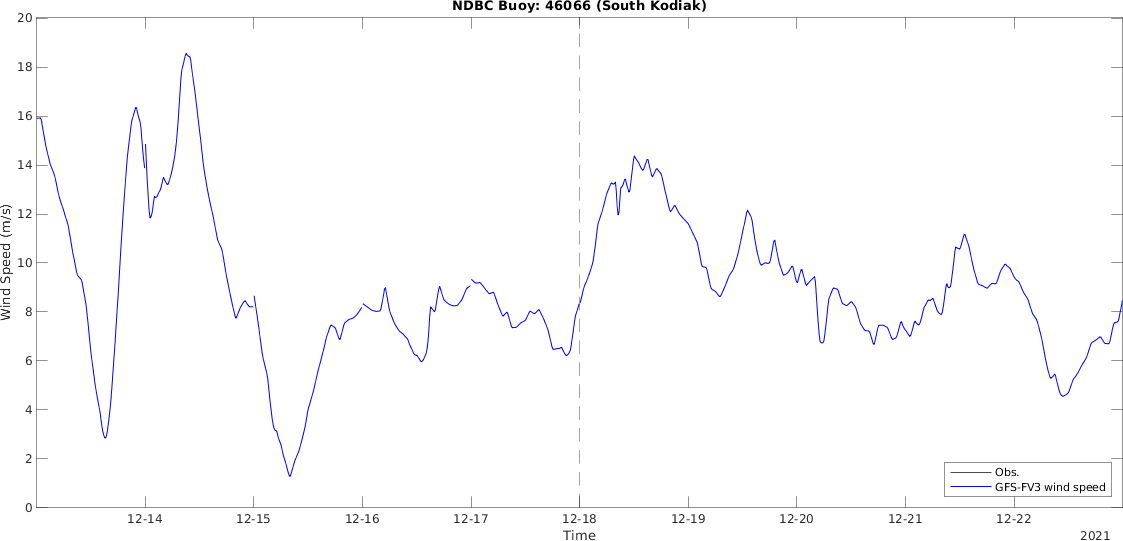 NDBC Buoy: 46066 (South Kodiak)
20
18
16
14
12
10
8
6
4
2
0
Wind Speed (m/s)
12-14 12-15 12-16 12-17 12-18 12-19 12-20 12-21 12-22
Time
2021
Obs.
GFS-FV3 wind speed